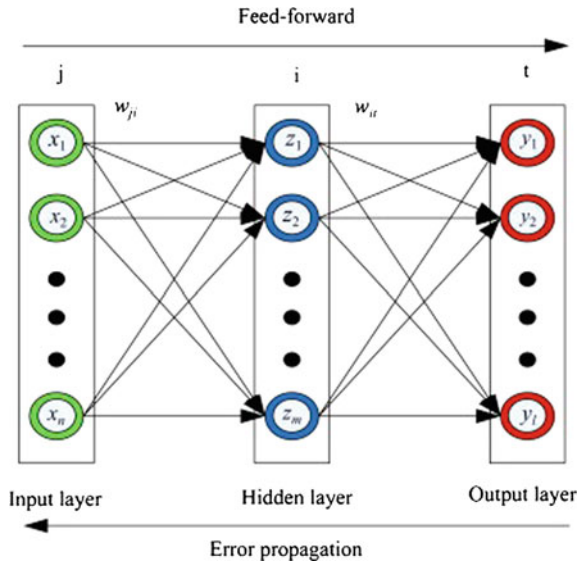 Feed-forward
j i t
w_ji w_it
x_1 z_1 y_1
x_2 z_2 y_2
x_n z_m y_l
Input layer Hidden layer Output layer
Error propagation